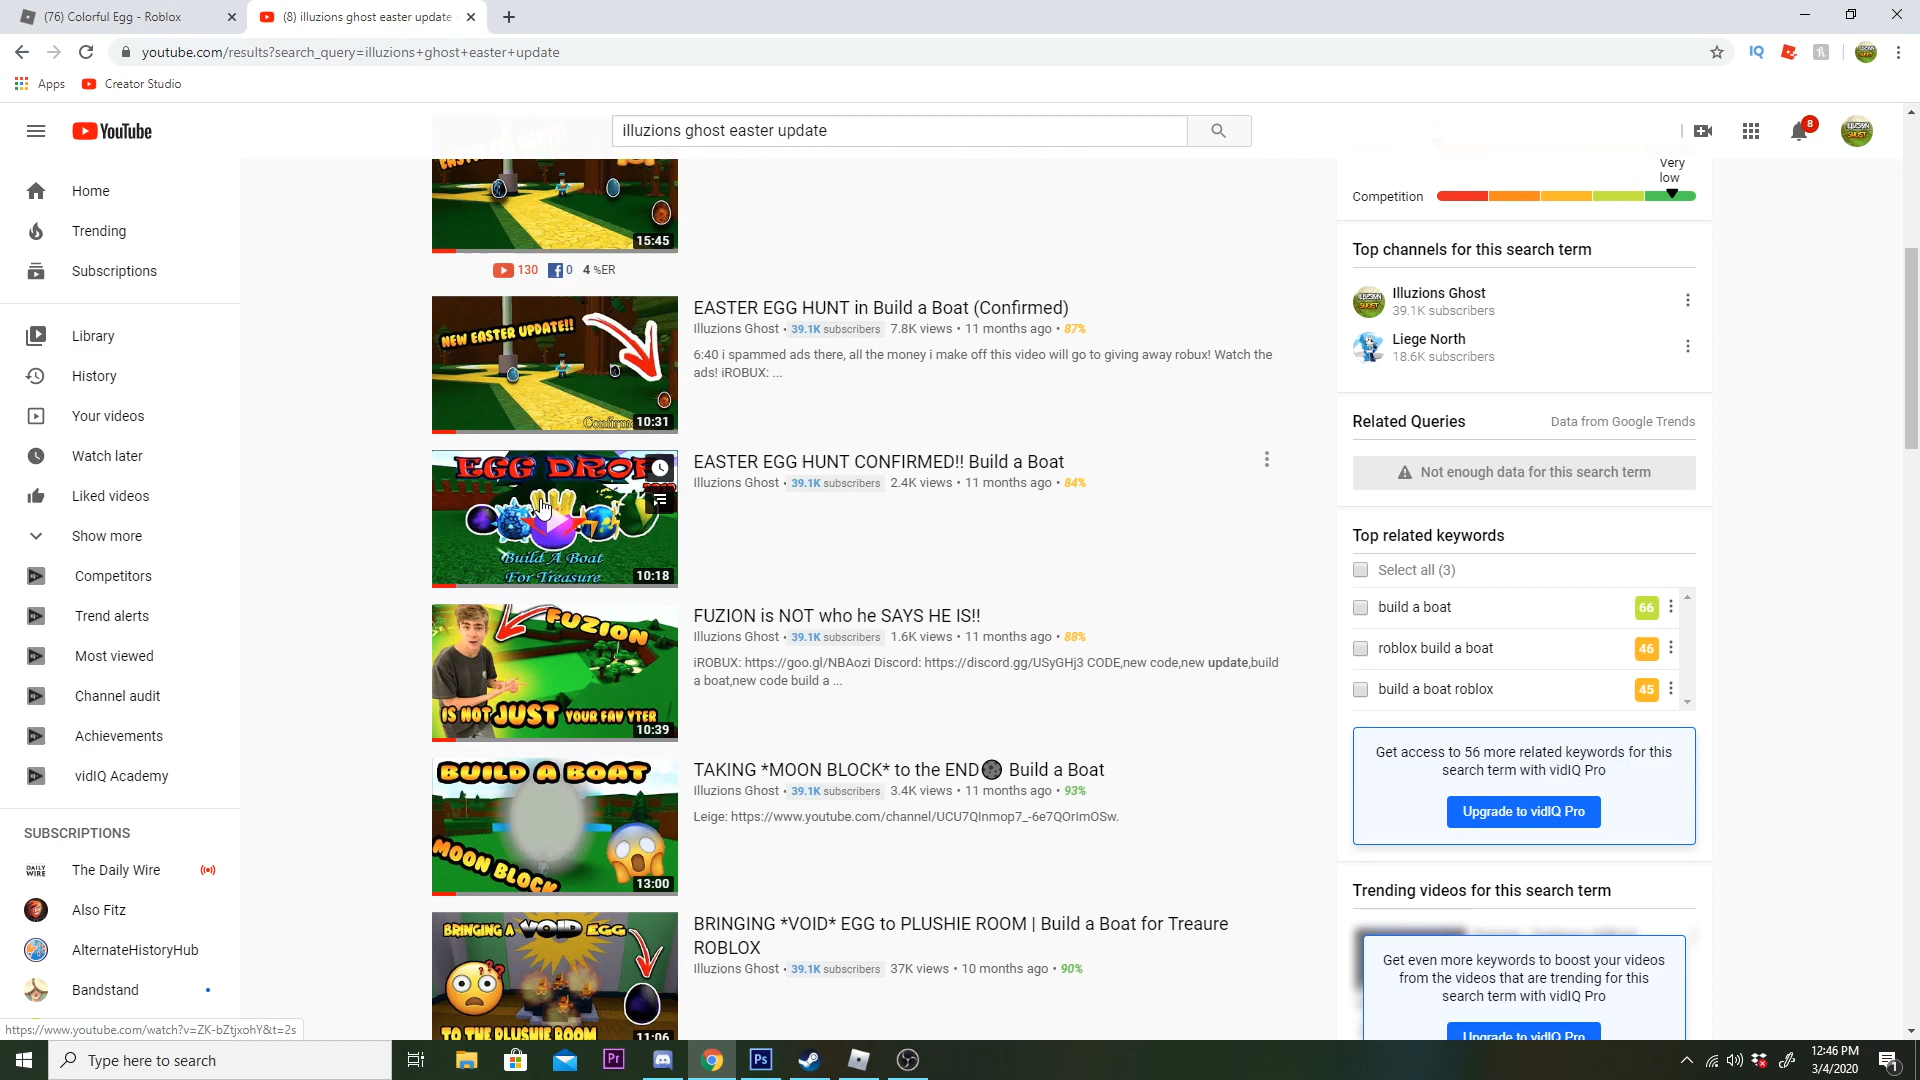 (76) Colorful Egg - Roblox
(8) illuzions ghost easter update
youtube.com/results?search_query=illuzions+ghost+easter+update
IQ
Apps
Creator Studio
YouTube
illuzions ghost easter update
8
Home
Trending
Subscriptions
Library
History
Your videos
Watch later
Liked videos
Show more
Competitors
Trend alerts
Most viewed
Channel audit
Achievements
vidIQ Academy
SUBSCRIPTIONS
DAILY WIRE The Daily Wire
Also Fitz
AlternateHistoryHub
Bandstand
https://www.youtube.com/watch?v=ZK-bZtjxohY&t=2s
15:45
130 0 4 %ER
NEW EASTER UPDATE!!
10:31
EASTER EGG HUNT in Build a Boat (Confirmed)
Illuzions Ghost • 39.1K subscribers 7.8K views • 11 months ago • 87%
6:40 i spammed ads there, all the money i make off this video will go to giving away robux! Watch the
ads! iROBUX: ...
EGG DROP
Build A Boat
For Treasure
10:18
EASTER EGG HUNT CONFIRMED!! Build a Boat
Illuzions Ghost • 39.1K subscribers 2.4K views • 11 months ago • 84%
FUZION
IS NOT JUST YOUR FAV YTER
10:39
FUZION is NOT who he SAYS HE IS!!
Illuzions Ghost • 39.1K subscribers 1.6K views • 11 months ago • 88%
iROBUX: https://goo.gl/NBAozi Discord: https://discord.gg/USyGHj3 CODE,new code,new update,build
a boat,new code build a ...
BUILD A BOAT
MOON BLOCK
13:00
TAKING *MOON BLOCK* to the END🌑 Build a Boat
Illuzions Ghost • 39.1K subscribers 3.4K views • 11 months ago • 93%
Leige: https://www.youtube.com/channel/UCU7QInmop7_-6e7QOrImOSw.
BRINGING A VOID EGG
TO THE PLUSHIE ROOM
11:06
BRINGING *VOID* EGG to PLUSHIE ROOM | Build a Boat for Treaure
ROBLOX
Illuzions Ghost • 39.1K subscribers 37K views • 10 months ago • 90%
Very
low
Competition
Top channels for this search term
Illuzions Ghost
39.1K subscribers
Liege North
18.6K subscribers
Related Queries Data from Google Trends
Not enough data for this search term
Top related keywords
Select all (3)
build a boat 66
roblox build a boat 46
build a boat roblox 45
Get access to 56 more related keywords for this
search term with vidIQ Pro
Upgrade to vidIQ Pro
Trending videos for this search term
Get even more keywords to boost your videos
from the videos that are trending for this
search term with vidIQ Pro
Upgrade to vidIQ Pro
Type here to search
Pr
Ps
12:46 PM
3/4/2020
1